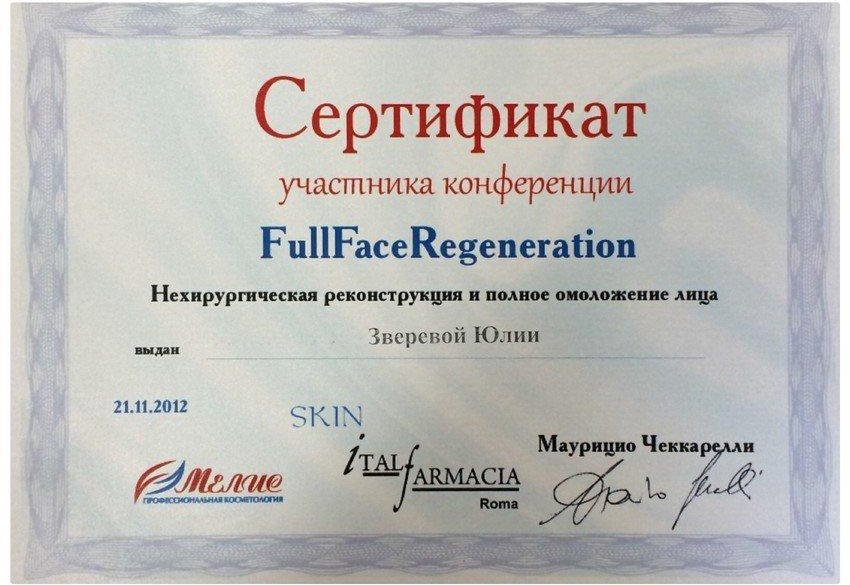 Сертификат
участника конференции
FullFaceRegeneration
Нехирургическая реконструкция и полное омоложение лица
выдан Зверевой Юлии
21.11.2012
SKIN
ITALFARMACIA
Roma
Мэлис
ПРОФЕССИОНАЛЬНАЯ КОСМЕТОЛОГИЯ
Маурицио Чеккарелли